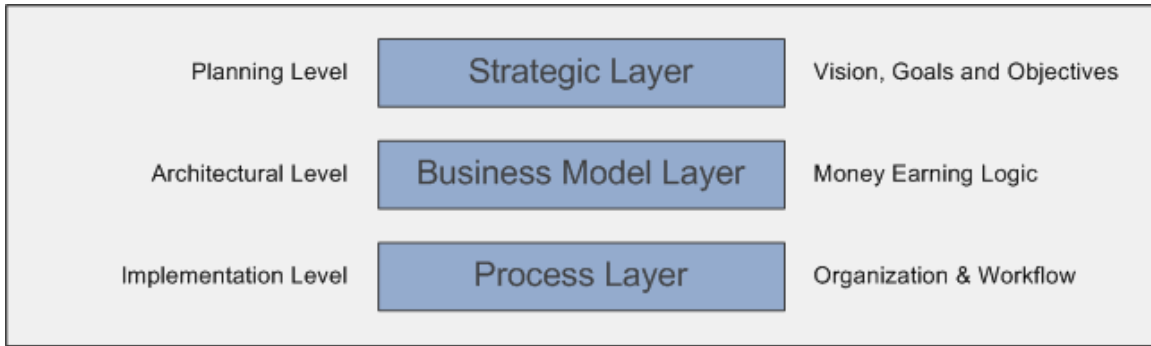 Planning Level
Strategic Layer
Vision, Goals and Objectives
Architectural Level
Business Model Layer
Money Earning Logic
Implementation Level
Process Layer
Organization & Workflow